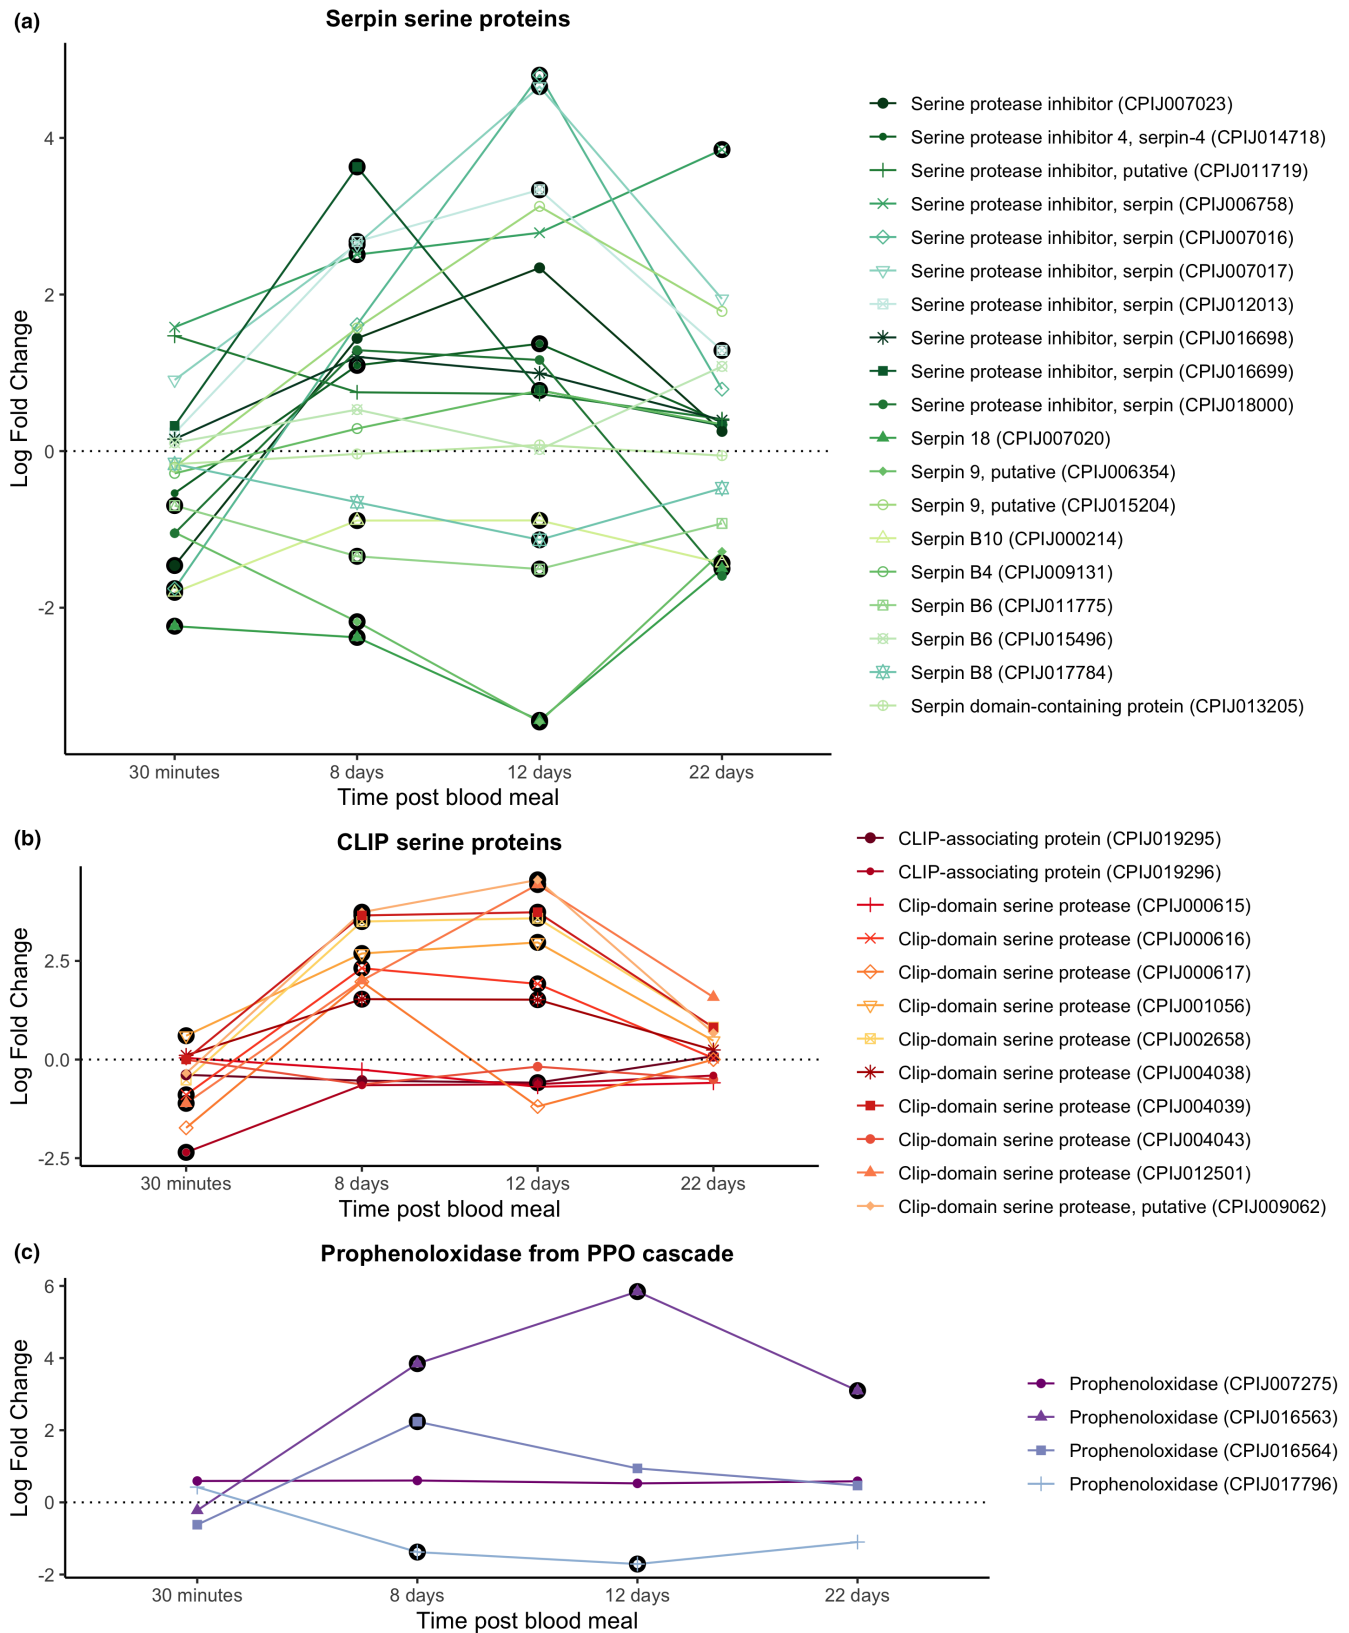 (a)
Serpin serine proteins
Log Fold Change
4
2
0
-2
30 minutes
8 days
12 days
22 days
Time post blood meal
Serine protease inhibitor (CPIJ007023)
Serine protease inhibitor 4, serpin-4 (CPIJ014718)
Serine protease inhibitor, putative (CPIJ011719)
Serine protease inhibitor, serpin (CPIJ006758)
Serine protease inhibitor, serpin (CPIJ007016)
Serine protease inhibitor, serpin (CPIJ007017)
Serine protease inhibitor, serpin (CPIJ012013)
Serine protease inhibitor, serpin (CPIJ016698)
Serine protease inhibitor, serpin (CPIJ016699)
Serine protease inhibitor, serpin (CPIJ018000)
Serpin 18 (CPIJ007020)
Serpin 9, putative (CPIJ006354)
Serpin 9, putative (CPIJ015204)
Serpin B10 (CPIJ000214)
Serpin B4 (CPIJ009131)
Serpin B6 (CPIJ011775)
Serpin B6 (CPIJ015496)
Serpin B8 (CPIJ017784)
Serpin domain-containing protein (CPIJ013205)
(b)
CLIP serine proteins
Log Fold Change
2.5
0.0
-2.5
30 minutes
8 days
12 days
22 days
Time post blood meal
CLIP-associating protein (CPIJ019295)
CLIP-associating protein (CPIJ019296)
Clip-domain serine protease (CPIJ000615)
Clip-domain serine protease (CPIJ000616)
Clip-domain serine protease (CPIJ000617)
Clip-domain serine protease (CPIJ001056)
Clip-domain serine protease (CPIJ002658)
Clip-domain serine protease (CPIJ004038)
Clip-domain serine protease (CPIJ004039)
Clip-domain serine protease (CPIJ004043)
Clip-domain serine protease (CPIJ012501)
Clip-domain serine protease, putative (CPIJ009062)
(c)
Prophenoloxidase from PPO cascade
Log Fold Change
6
4
2
0
-2
30 minutes
8 days
12 days
22 days
Time post blood meal
Prophenoloxidase (CPIJ007275)
Prophenoloxidase (CPIJ016563)
Prophenoloxidase (CPIJ016564)
Prophenoloxidase (CPIJ017796)